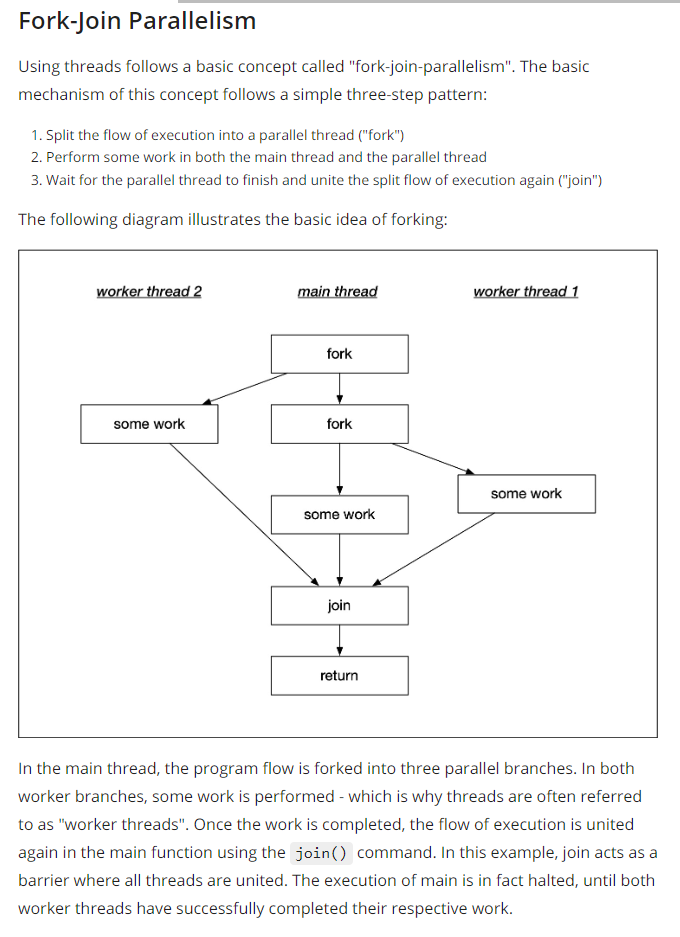 Fork-Join Parallelism
Using threads follows a basic concept called "fork-join-parallelism". The basic
mechanism of this concept follows a simple three-step pattern:
1. Split the flow of execution into a parallel thread ("fork")
2. Perform some work in both the main thread and the parallel thread
3. Wait for the parallel thread to finish and unite the split flow of execution again ("join")
The following diagram illustrates the basic idea of forking:
worker thread 2 main thread worker thread 1
fork
some work fork
some work
some work
join
return
In the main thread, the program flow is forked into three parallel branches. In both
worker branches, some work is performed - which is why threads are often referred
to as "worker threads". Once the work is completed, the flow of execution is united
again in the main function using the join() command. In this example, join acts as a
barrier where all threads are united. The execution of main is in fact halted, until both
worker threads have successfully completed their respective work.